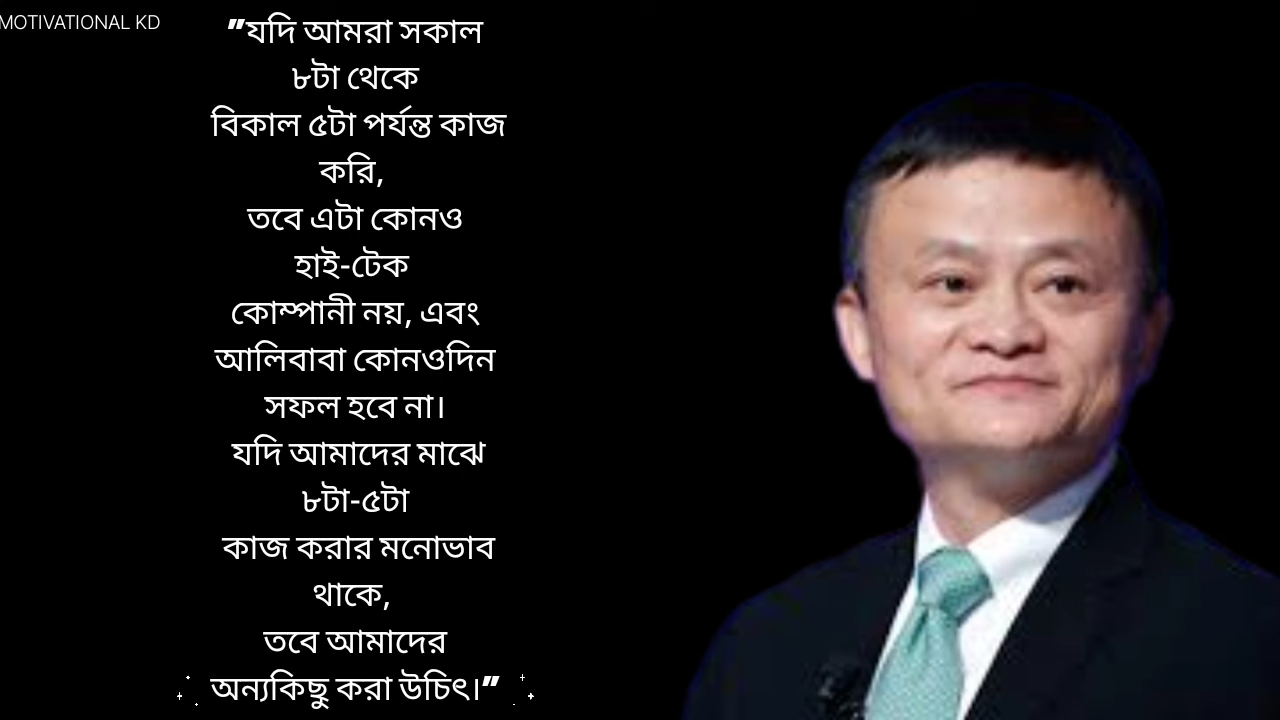 MOTIVATIONAL KD
"যদি আমরা সকাল
৮টা থেকে
বিকাল ৫টা পর্যন্ত কাজ
করি,
তবে এটা কোনও
হাই-টেক
কোম্পানী নয়, এবং
আলিবাবা কোনওদিন
সফল হবে না।
যদি আমাদের মাঝে
৮টা-৫টা
কাজ করার মনোভাব
থাকে,
তবে আমাদের
অন্যকিছু করা উচিৎ।"